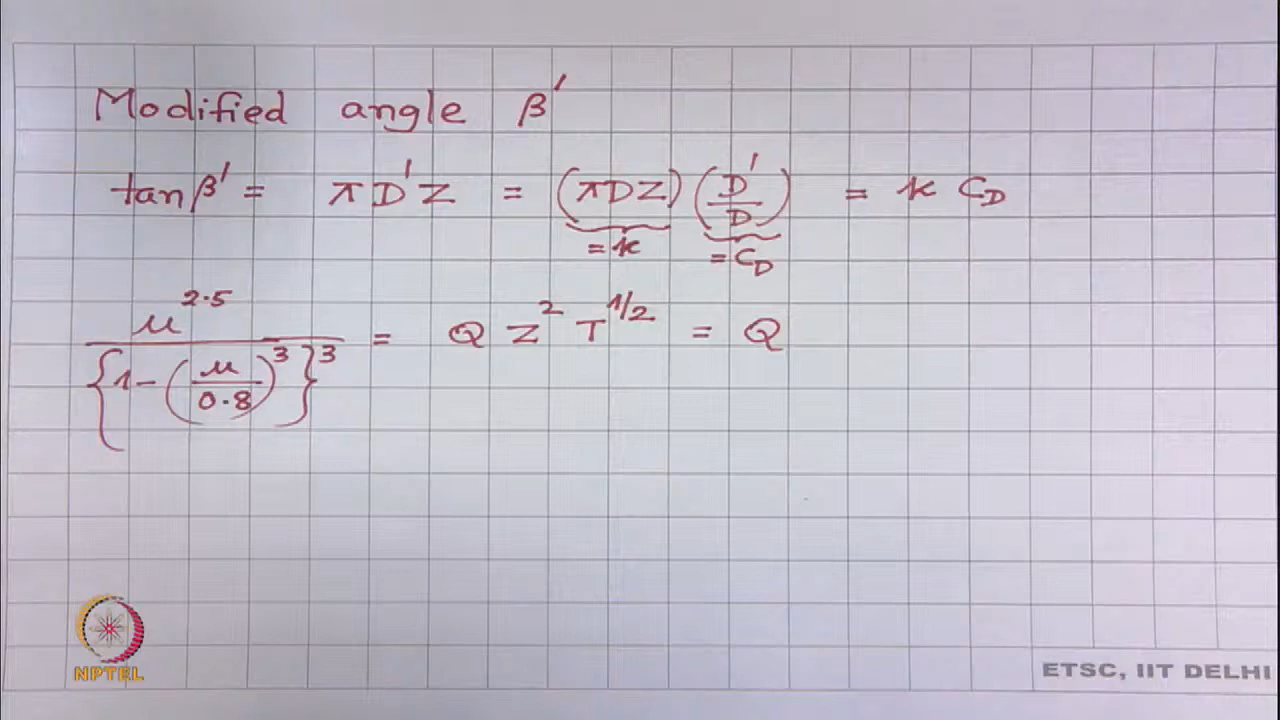 Modified angle β'
tan β' = π D' Z = (π D Z) (D'/D) = κ C_D
= κ = C_D
μ^2.5 / {1 - (μ/0.8)^3}^3 = Q Z^2 T^1/2 = Q
NPTEL
ETSC, IIT DELHI